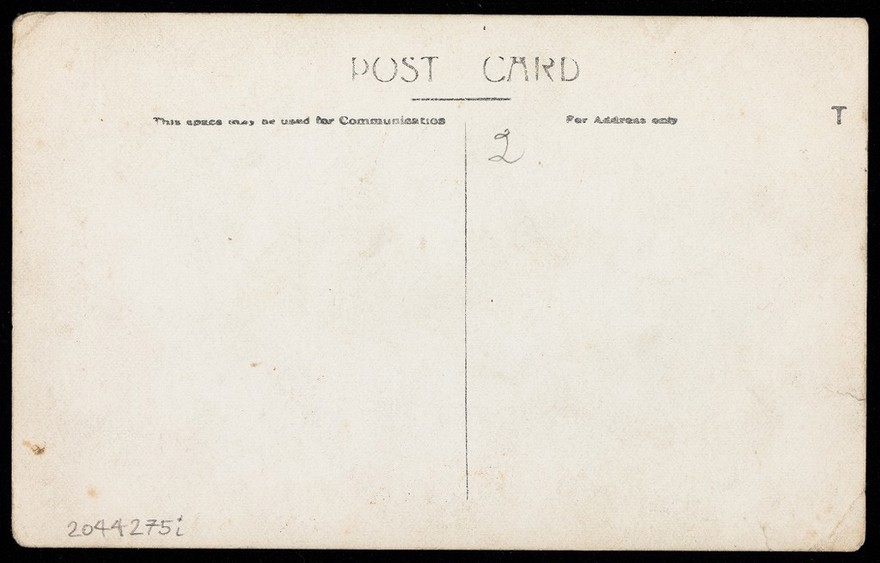 POST CARD
This space may be used for Communication
For Address only
T
2
2044275i